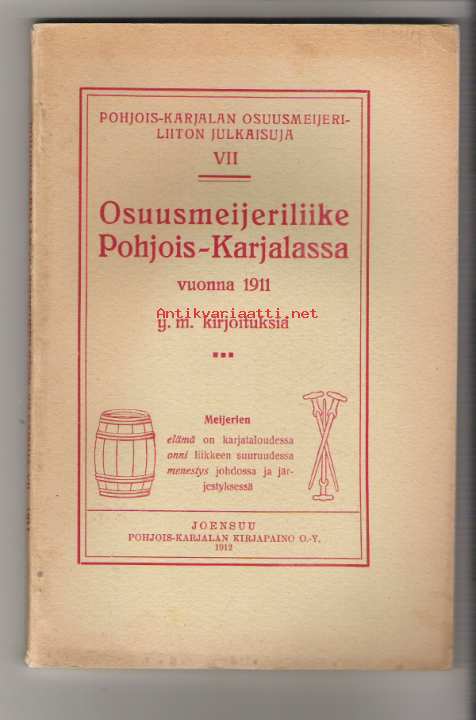 POHJOIS-KARJALAN OSUUSMEIJERI-
LIITON JULKAISUJA
VII
Osuusmeijeriliike
Pohjois-Karjalassa
vuonna 1911
Antikvariaatti.net
y. m. kirjoituksia
Meijerien
elämä on karjataloudessa
onni liikkeen suuruudessa
menestys johdossa ja jär-
jestyksessä
JOENSUU
POHJOIS-KARJALAN KIRJAPAINO O.-Y.
1912